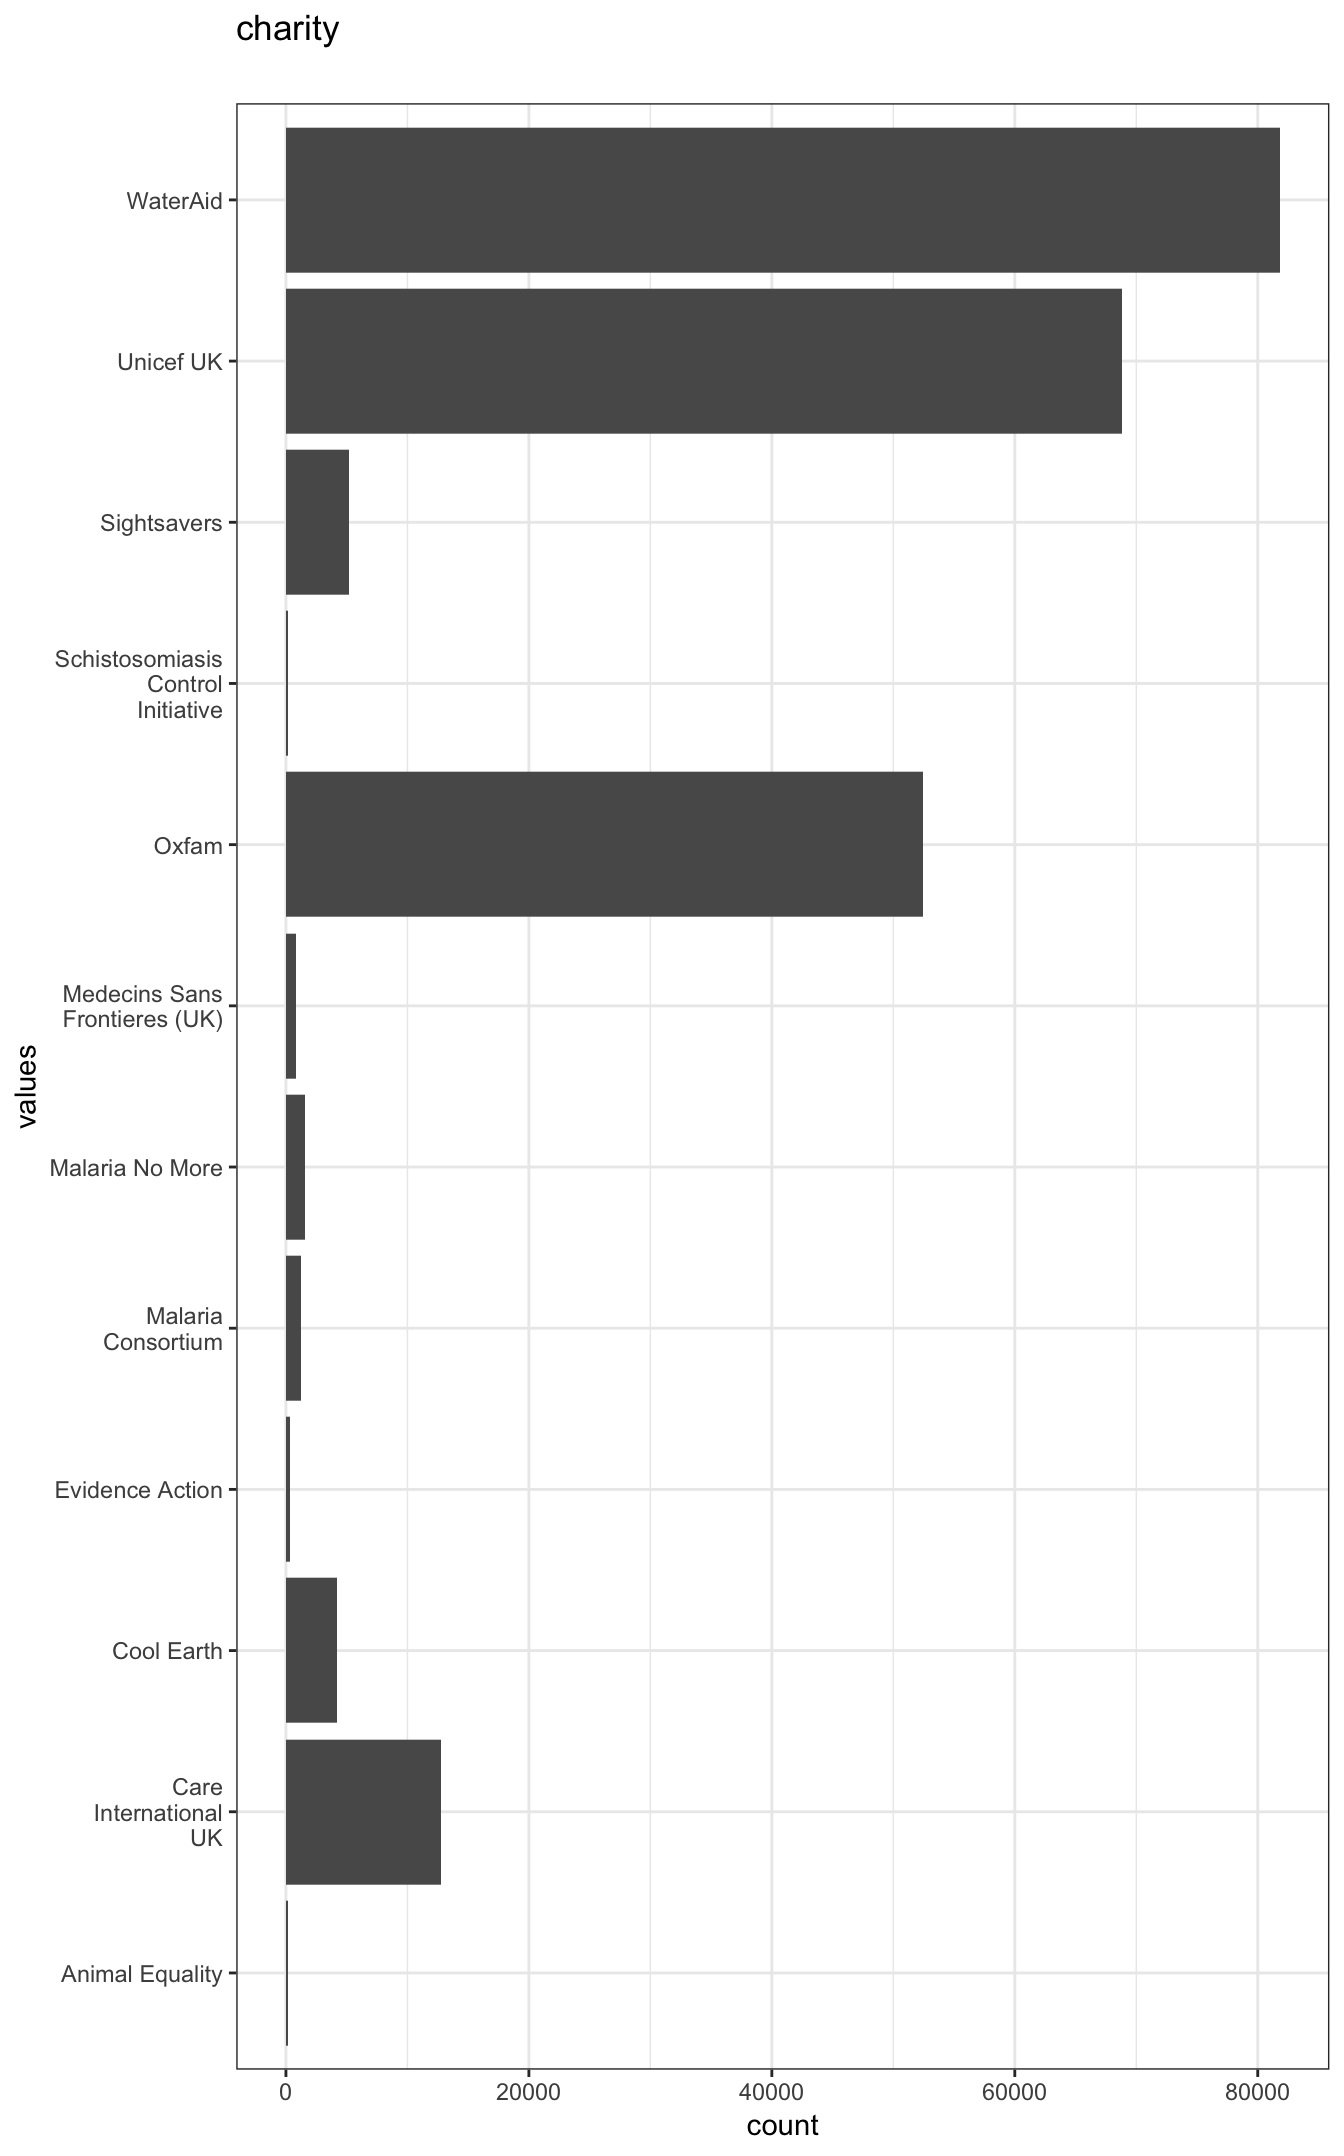 charity
WaterAid
Unicef UK
Sightsavers
Schistosomiasis
Control
Initiative
Oxfam
Medecins Sans
Frontieres (UK)
values
Malaria No More
Malaria
Consortium
Evidence Action
Cool Earth
Care
International
UK
Animal Equality
0 20000 40000 60000 80000
count